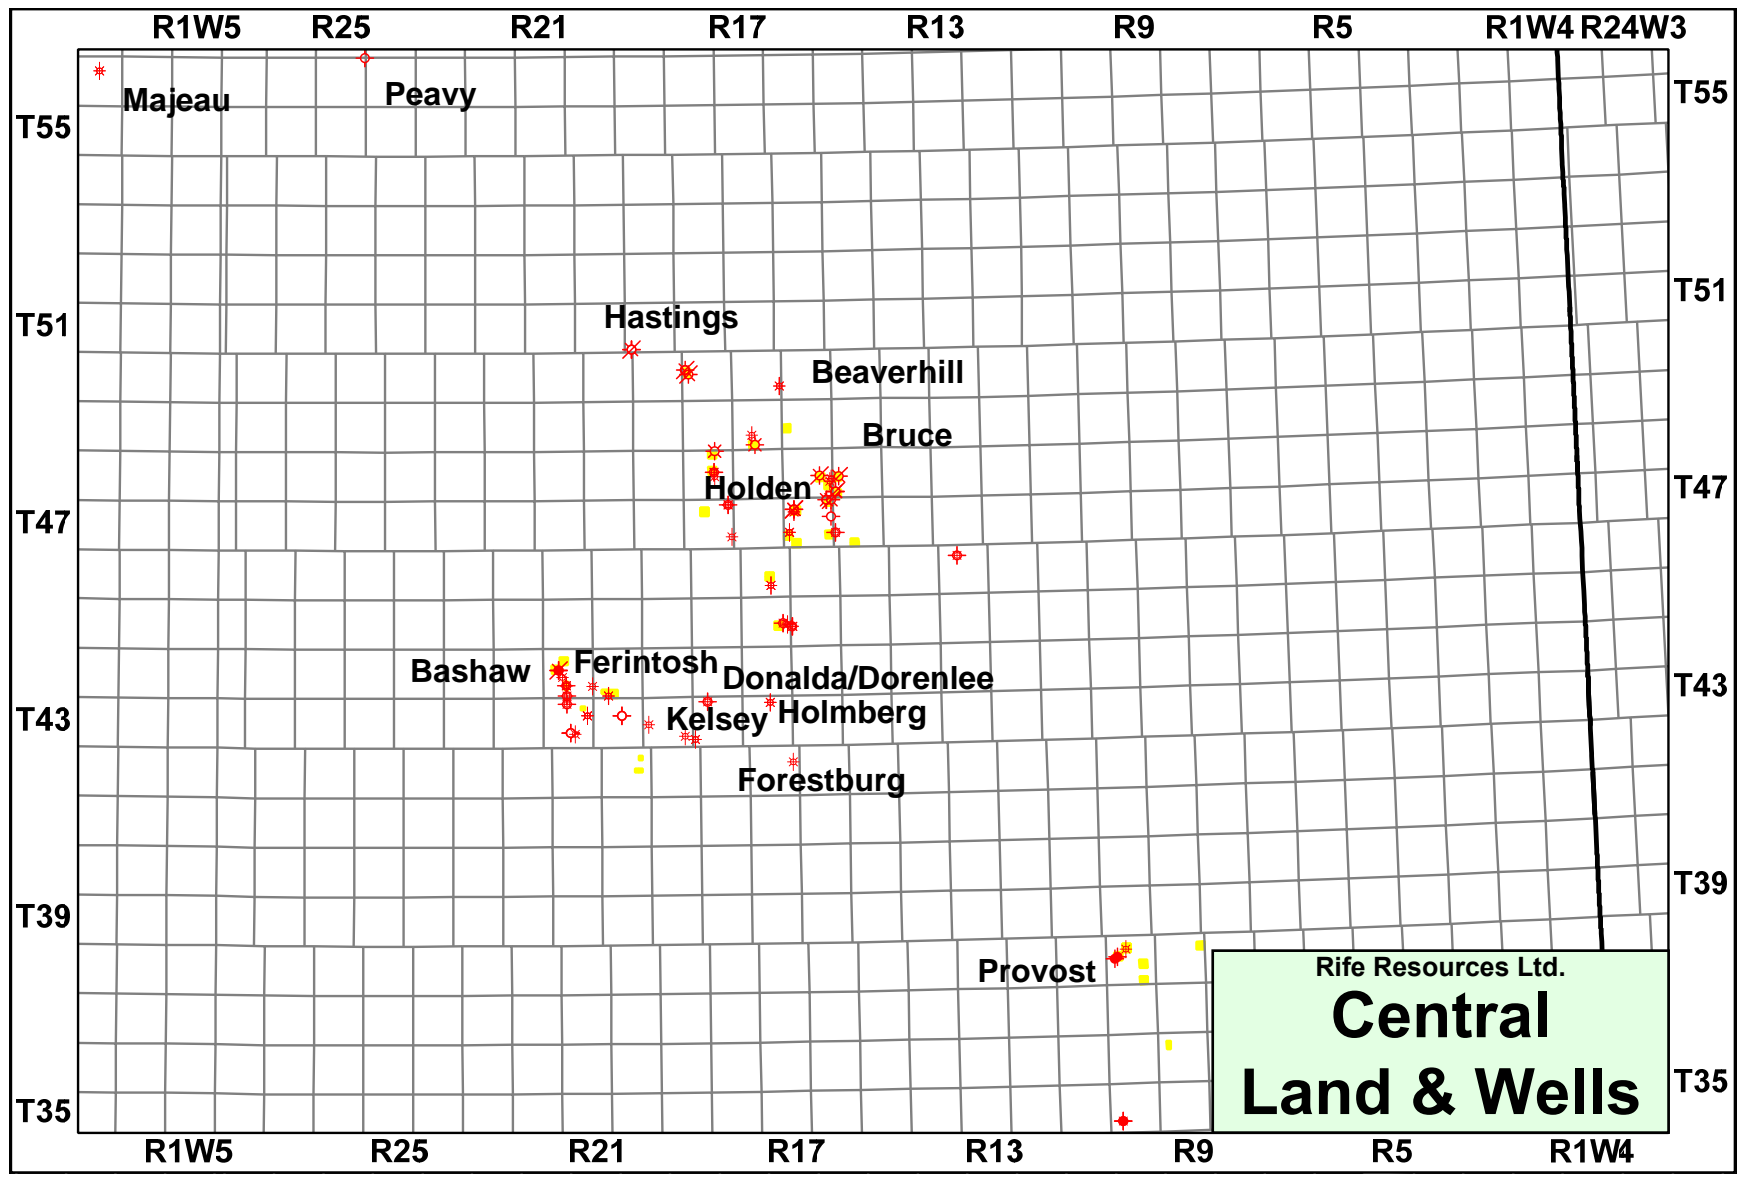 R1W5 R25 R21 R17 R13 R9 R5 R1W4 R24W3
Majeau
Peavy
T55
T55
T51
Hastings
T51
Beaverhill
Bruce
Holden
T47
T47
Ferintosh
Bashaw
Donalda/Dorenlee
T43
Kelsey
Holmberg
T43
Forestburg
T39
T39
Provost
Rife Resources Ltd.
Central
Land & Wells
T35
T35
R1W5 R25 R21 R17 R13 R9 R5 R1W4